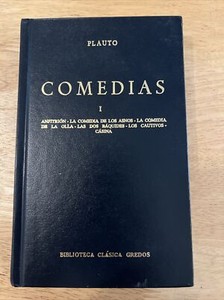 PLAUTO
COMEDIAS
I
ANFITRIÓN - LA COMEDIA DE LOS ASNOS - LA COMEDIA
DE LA OLLA - LAS DOS BÁQUIDES - LOS CAUTIVOS -
CÁSINA
BIBLIOTECA CLÁSICA GREDOS